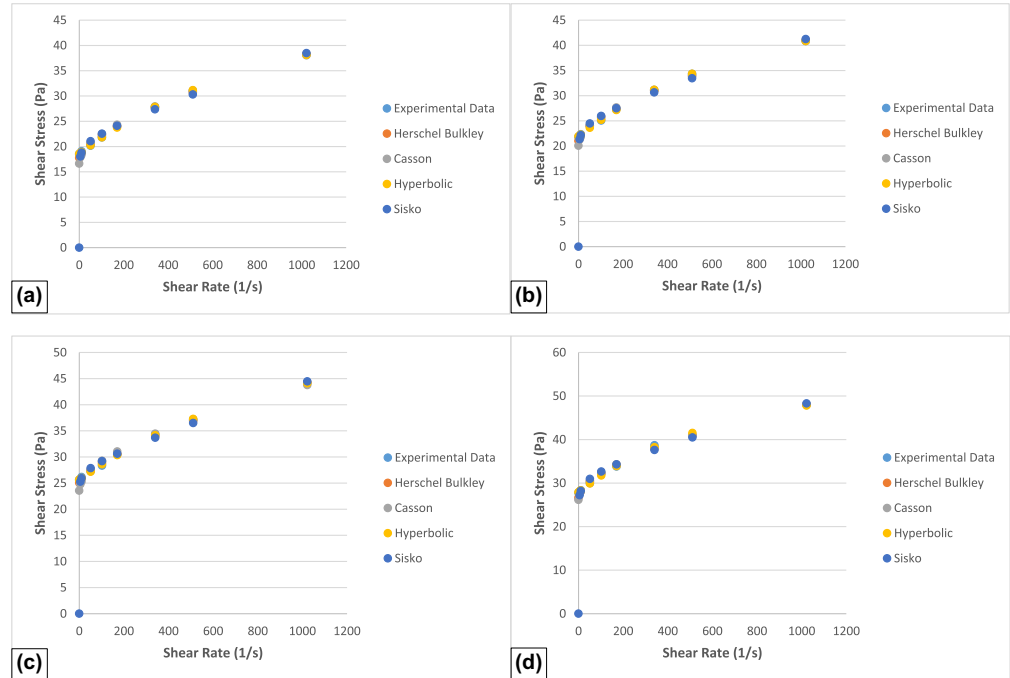 45
40
35
30
25
20
15
10
5
0
Shear Stress (Pa)
0 200 400 600 800 1000 1200
Shear Rate (1/s)
Experimental Data
Herschel Bulkley
Casson
Hyperbolic
Sisko
(a)
45
40
35
30
25
20
15
10
5
0
Shear Stress (Pa)
0 200 400 600 800 1000 1200
Shear Rate (1/s)
Experimental Data
Herschel Bulkley
Casson
Hyperbolic
Sisko
(b)
50
45
40
35
30
25
20
15
10
5
0
Shear Stress (Pa)
0 200 400 600 800 1000 1200
Shear Rate (1/s)
Experimental Data
Herschel Bulkley
Casson
Hyperbolic
Sisko
(c)
60
50
40
30
20
10
0
Shear Stress (Pa)
0 200 400 600 800 1000 1200
Shear Rate (1/s)
Experimental Data
Herschel Bulkley
Casson
Hyperbolic
Sisko
(d)